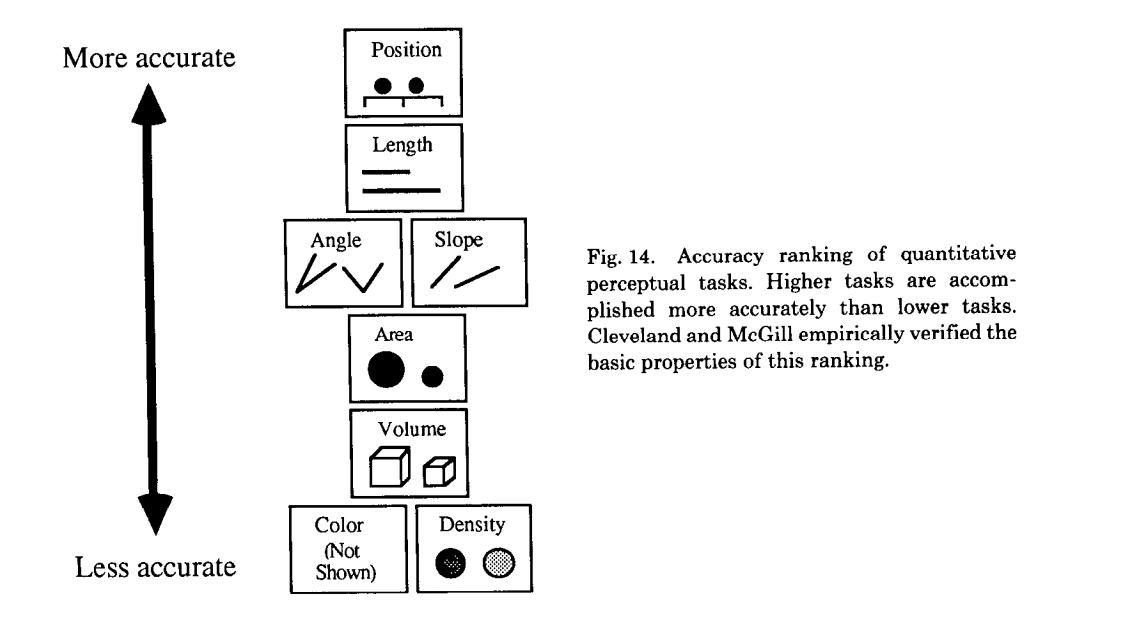 More accurate
Position
Length
Angle
Slope
Area
Volume
Color
(Not
Shown)
Density
Less accurate
Fig. 14. Accuracy ranking of quantitative
perceptual tasks. Higher tasks are accom-
plished more accurately than lower tasks.
Cleveland and McGill empirically verified the
basic properties of this ranking.